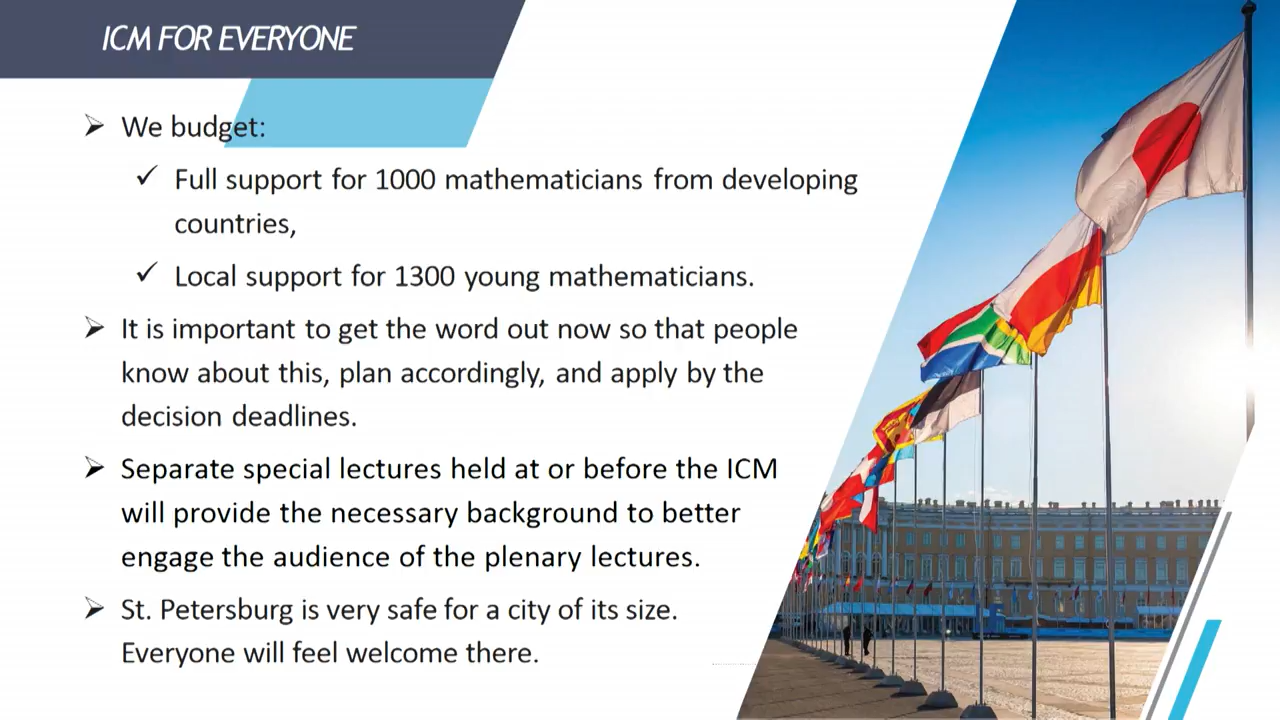 ICM FOR EVERYONE
➢ We budget:
✓ Full support for 1000 mathematicians from developing
countries,
✓ Local support for 1300 young mathematicians.
➢ It is important to get the word out now so that people
know about this, plan accordingly, and apply by the
decision deadlines.
➢ Separate special lectures held at or before the ICM
will provide the necessary background to better
engage the audience of the plenary lectures.
➢ St. Petersburg is very safe for a city of its size.
Everyone will feel welcome there.